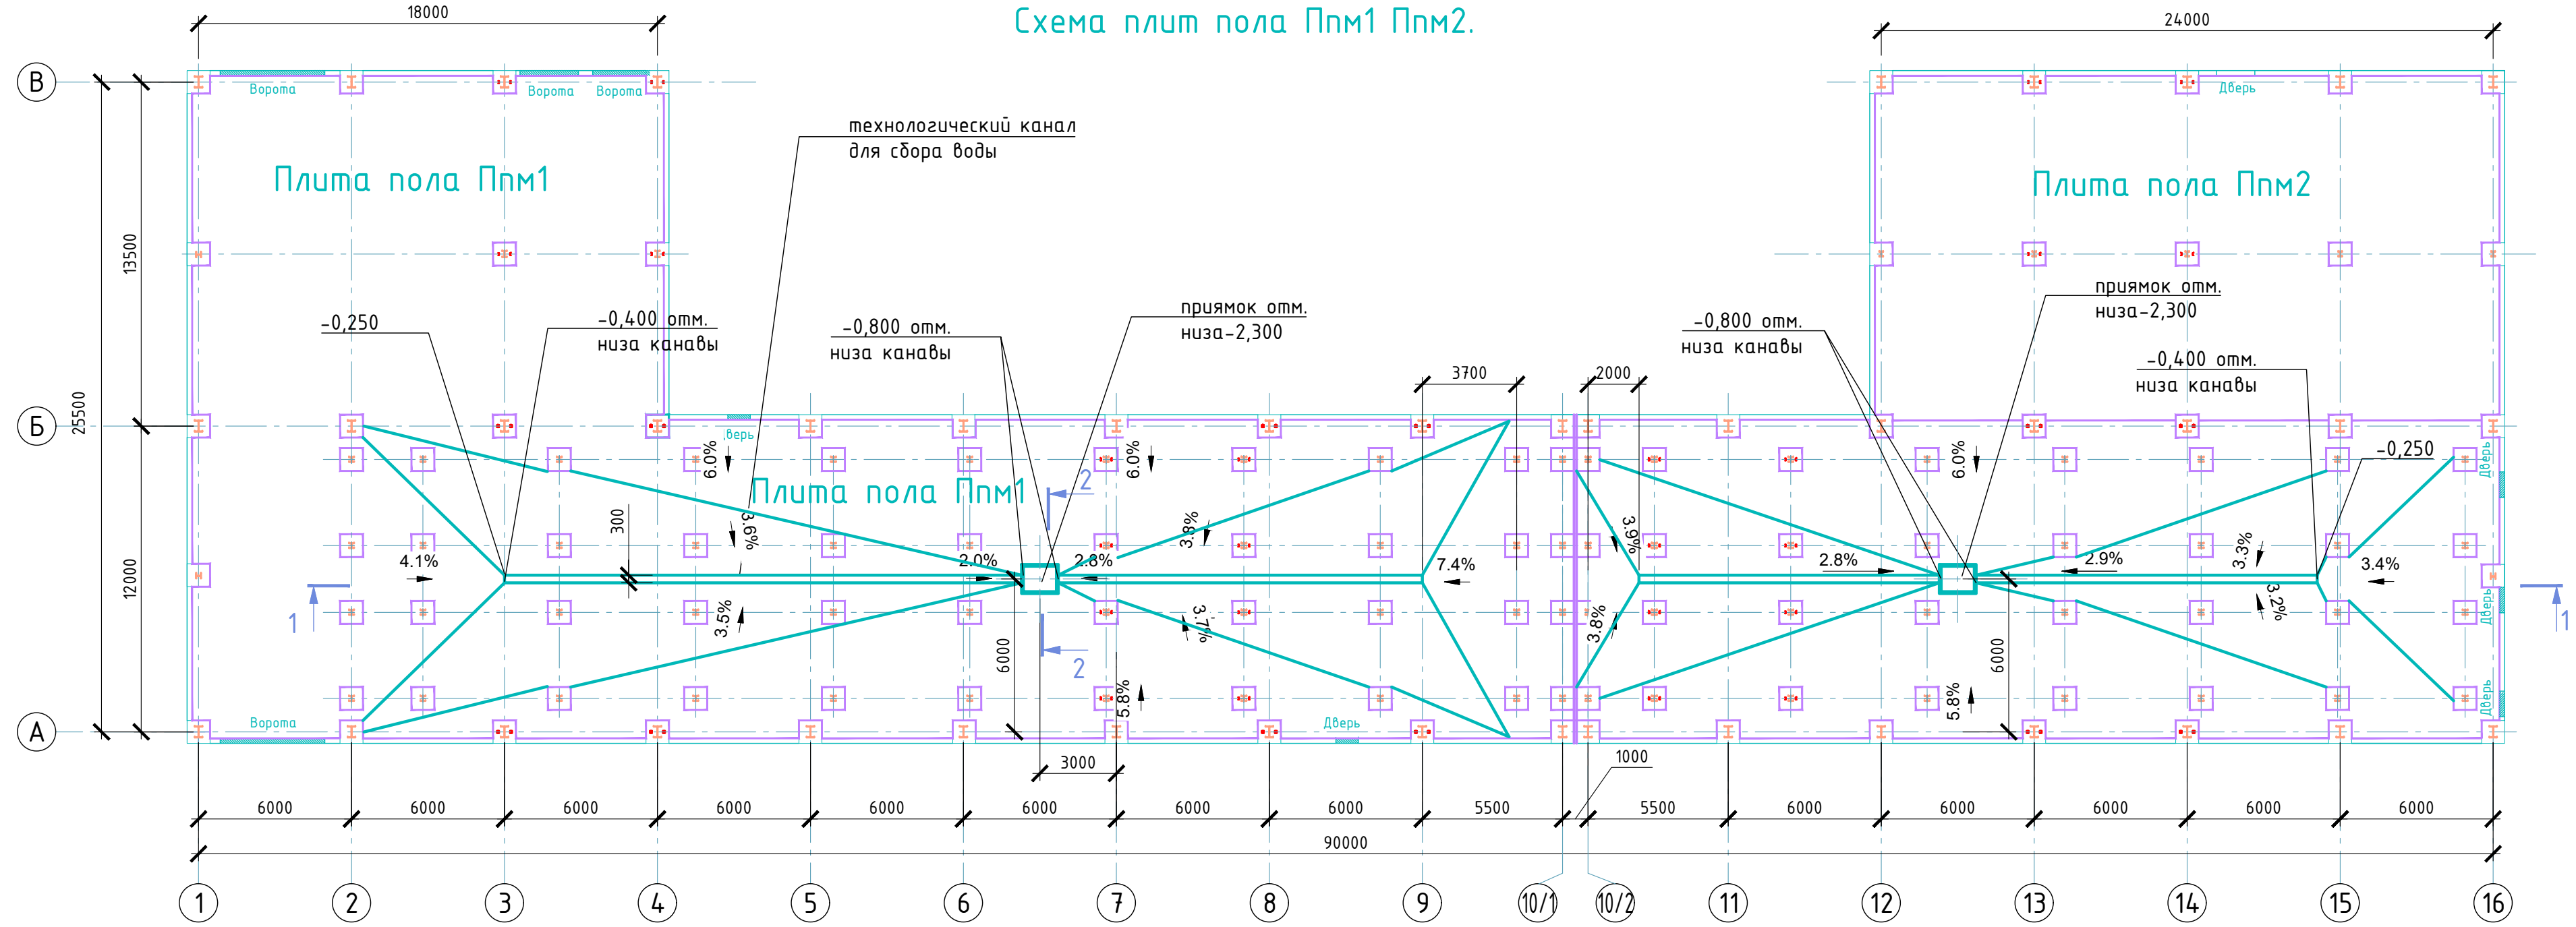 Схема плит пола Ппм1 Ппм2.
18000
24000
В
Ворота
Ворота
Ворота
Дверь
технологический канал
для сбора воды
Плита пола Ппм1
Плита пола Ппм2
13500
25500
12000
-0,250
-0,400 отм.
низа канавы
-0,800 отм.
низа канавы
приямок отм.
низа-2,300
-0,800 отм.
низа канавы
приямок отм.
низа-2,300
-0,400 отм.
низа канавы
-0,250
3700
2000
Б
6.0%
6.0%
6.0%
Дверь
Плита пола Ппм1
2
300
3.6%
3.8%
3.9%
3.3%
4.1%
2.0%
2.8%
7.4%
2.8%
2.9%
3.4%
1
1
3.5%
3.7%
3.8%
3.2%
Дверь
6000
2
6000
5.8%
5.8%
Дверь
А
Ворота
Дверь
3000
1000
6000
6000
6000
6000
6000
6000
6000
6000
5500
5500
6000
6000
6000
6000
6000
90000
1
2
3
4
5
6
7
8
9
10/1
10/2
11
12
13
14
15
16